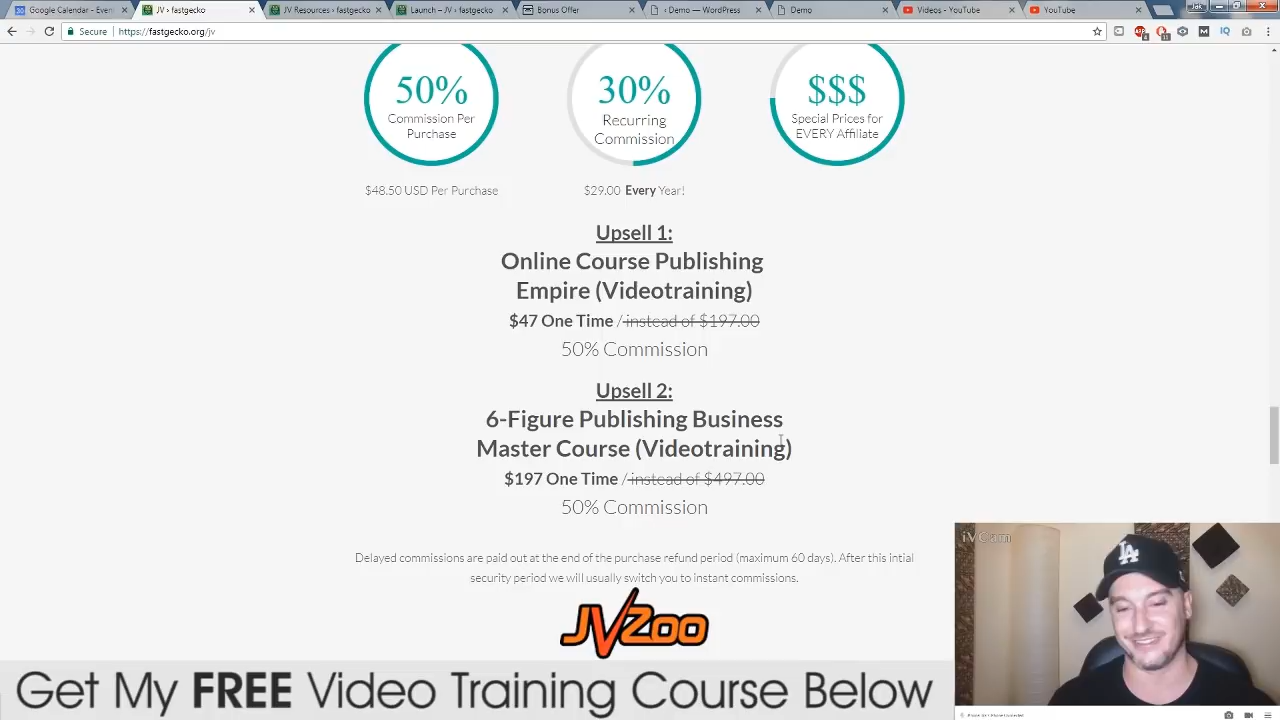 Google Calendar - Even
JV › fastgecko
JV Resources › fastgecko
Launch – JV › fastgecko
Bonus Offer
‹ Demo — WordPress
Demo
Videos - YouTube
YouTube
Secure
https://fastgecko.org/jv
50%
Commission Per
Purchase
30%
Recurring
Commission
$$$
Special Prices for
EVERY Affiliate
$48.50 USD Per Purchase
$29.00 Every Year!
Upsell 1:
Online Course Publishing
Empire (Videotraining)
$47 One Time / instead of $197.00
50% Commission
Upsell 2:
6-Figure Publishing Business
Master Course (Videotraining)
$197 One Time / instead of $497.00
50% Commission
Delayed commissions are paid out at the end of the purchase refund period (maximum 60 days). After this intial
security period we will usually switch you to instant commissions.
JVZoo
iVCam
LA
Get My FREE Video Training Course Below